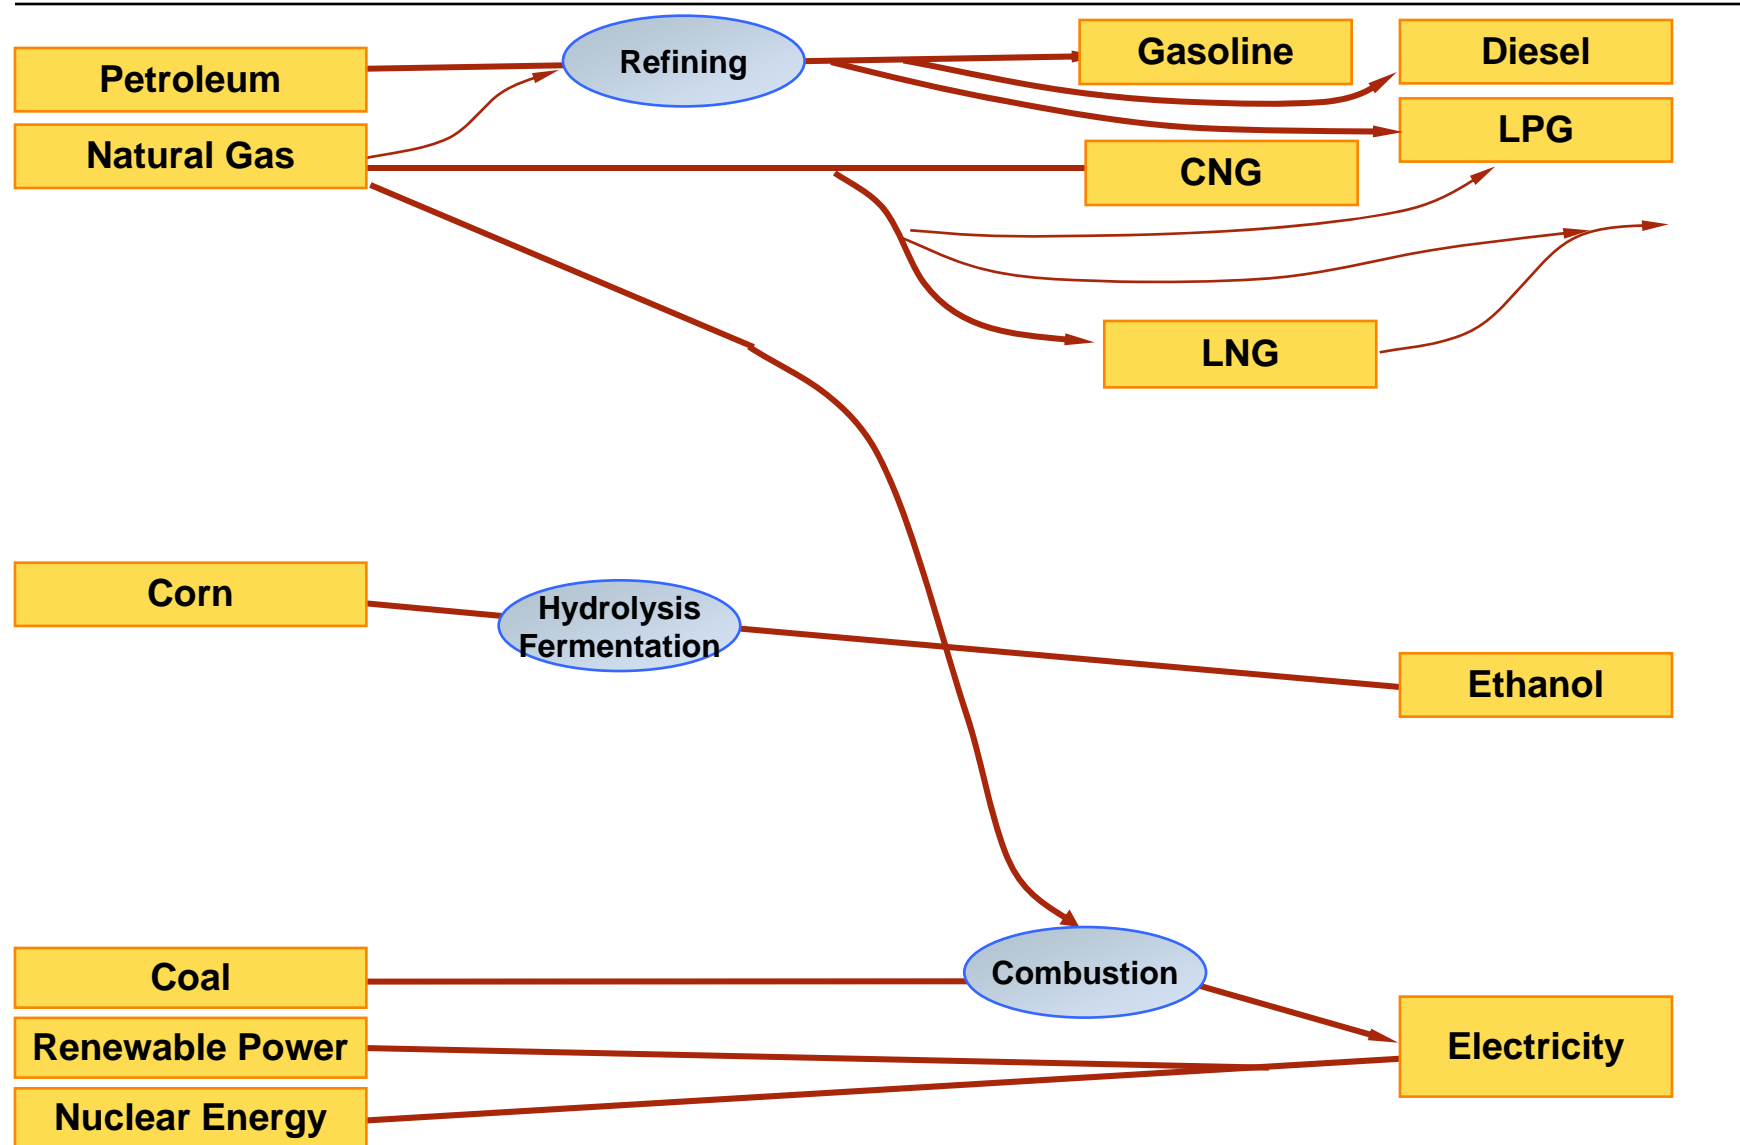 Petroleum
Refining
Gasoline
Diesel
Natural Gas
LPG
CNG
LNG
Corn
Hydrolysis
Fermentation
Ethanol
Coal
Combustion
Renewable Power
Electricity
Nuclear Energy